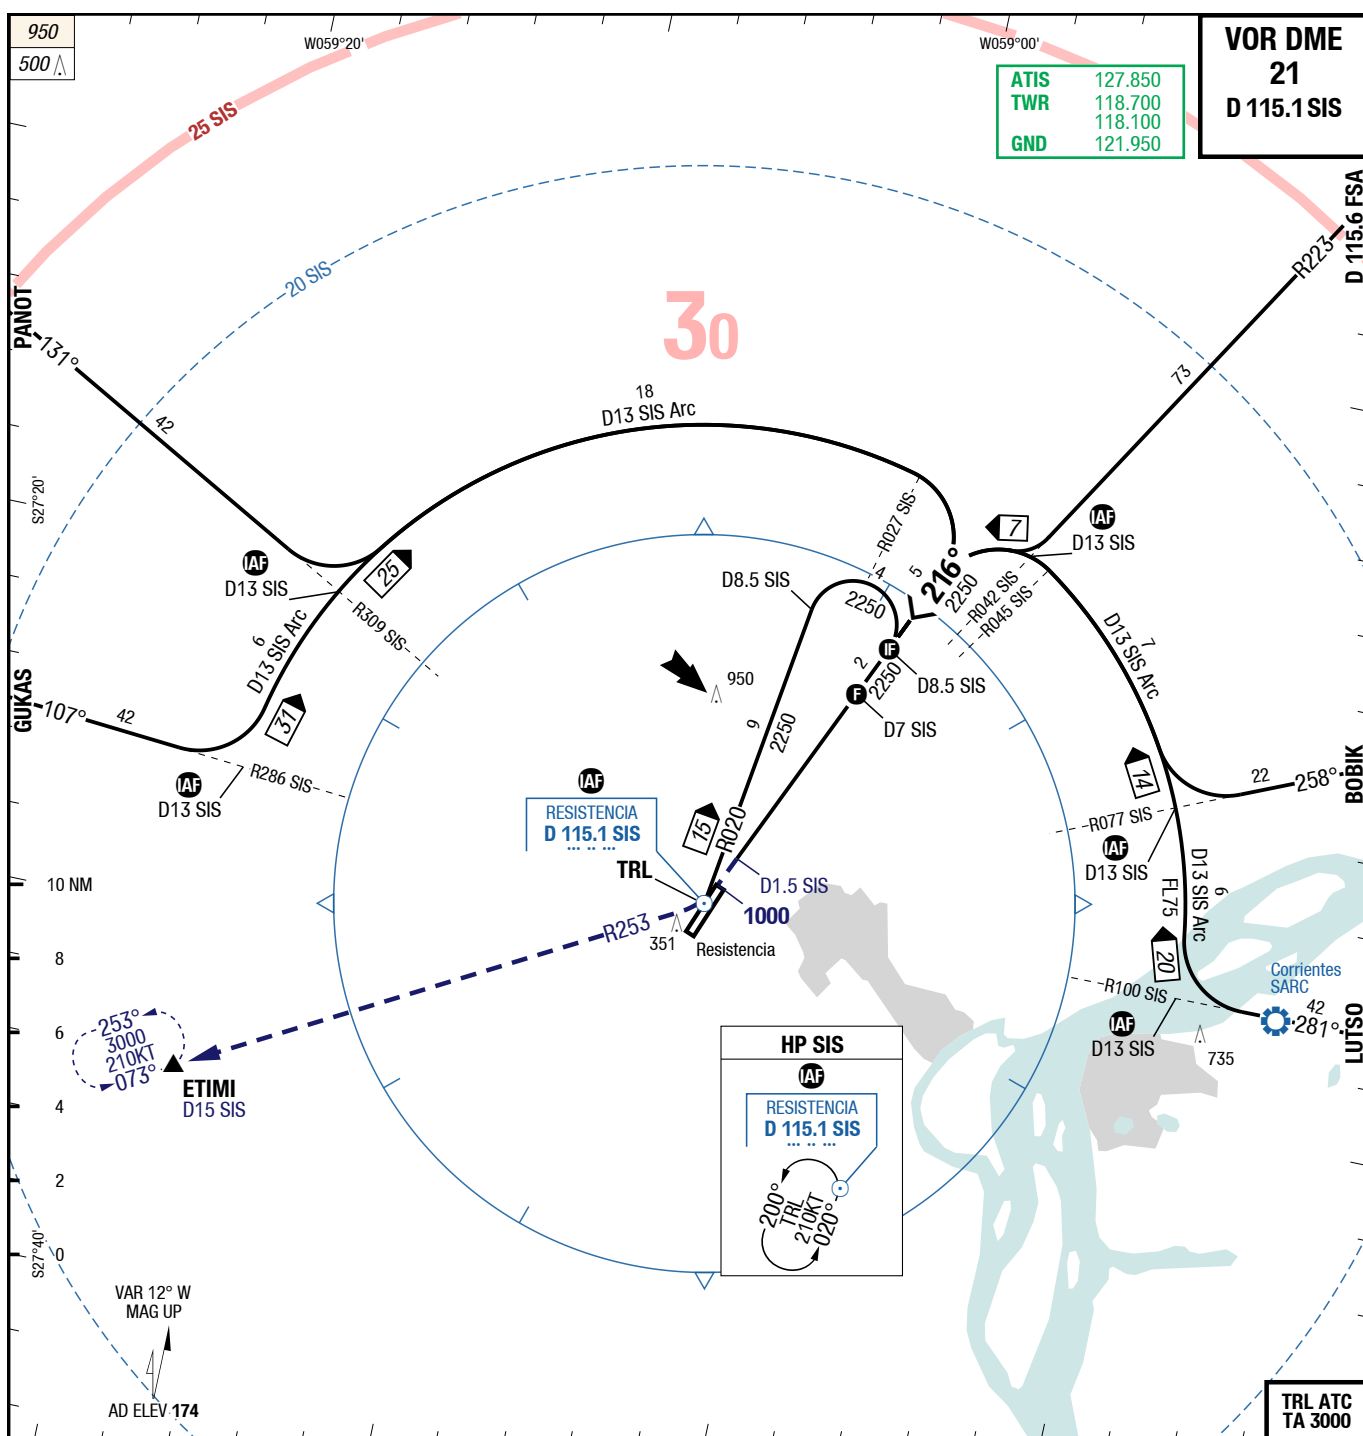 950
500
W059°20'
W059°00'
VOR DME
21
D 115.1 SIS
ATIS 127.850
TWR 118.700
118.100
GND 121.950
25 SIS
20 SIS
D 115.6 FSA
R223
73
PANOT
131°
42
30
18
D13 SIS Arc
S27°20'
R027 SIS
IAF
D13 SIS
7
IAF
D13 SIS
25
R309 SIS
6
D13 SIS Arc
D8.5 SIS
4
2250
5
216°
2250
R042 SIS
R045 SIS
7
D13 SIS Arc
IF
D8.5 SIS
2
2250
F
D7 SIS
950
GUKAS
107°
42
31
R286 SIS
IAF
D13 SIS
9
2250
IAF
RESISTENCIA
D 115.1 SIS
15
R020
TRL
D1.5 SIS
1000
14
22
258°
BOBIK
R077 SIS
IAF
D13 SIS
6
D13 SIS Arc
FL75
20
R253
351
Resistencia
10 NM
8
6
4
2
0
R100 SIS
IAF
D13 SIS
Corrientes
SARC
42
281°
LUTSO
735
253°
3000
210KT
073°
ETIMI
D15 SIS
HP SIS
IAF
RESISTENCIA
D 115.1 SIS
200°
TRL
210KT
020°
S27°40'
VAR 12° W
MAG UP
AD ELEV 174
TRL ATC
TA 3000